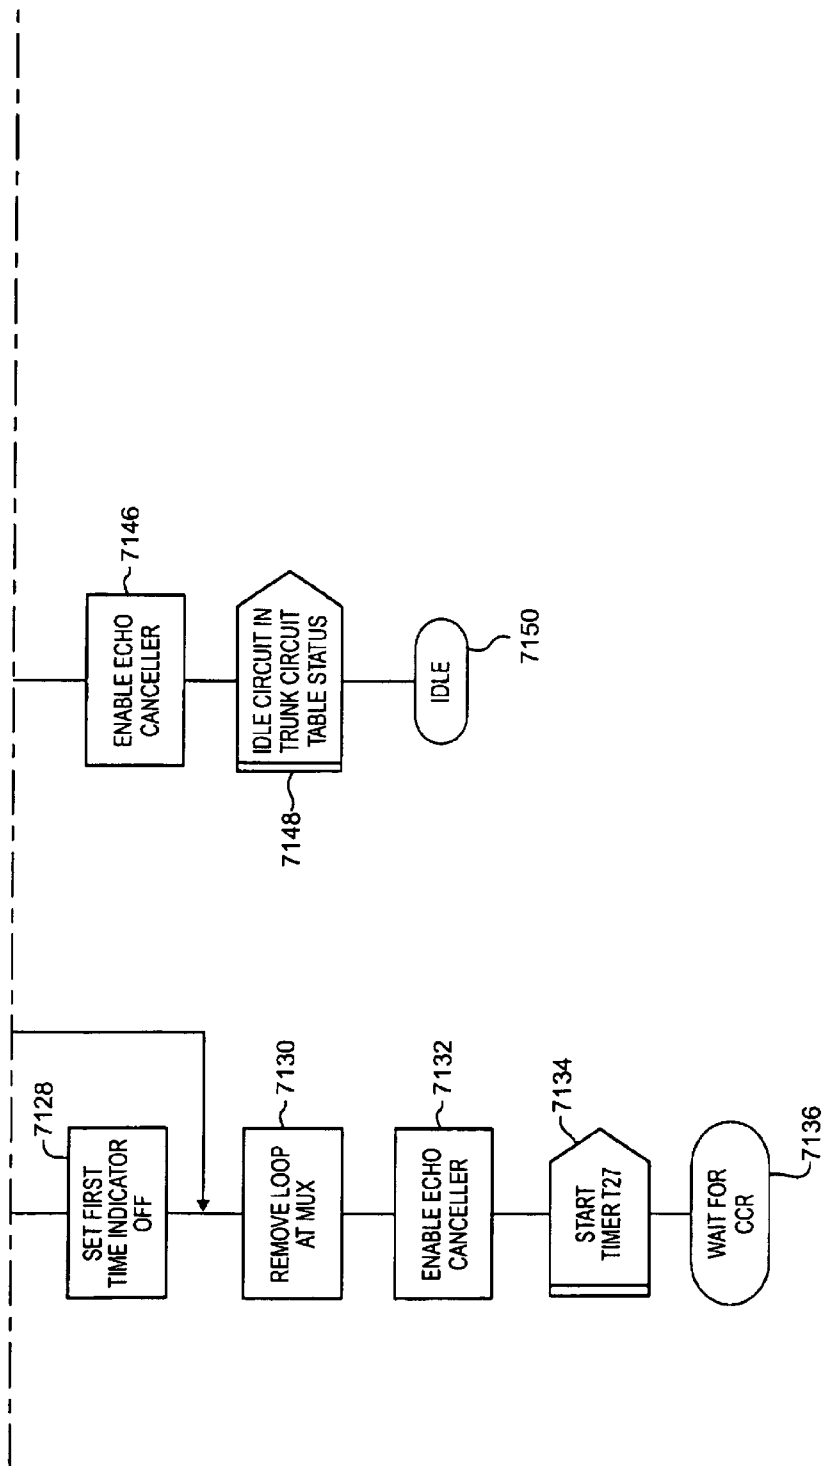 SET FIRST
TIME INDICATOR
OFF
7128
REMOVE LOOP
AT MUX
7130
ENABLE ECHO
CANCELLER
7132
START
TIMER T27
7134
WAIT FOR
CCR
7136
ENABLE ECHO
CANCELLER
7146
IDLE CIRCUIT IN
TRUNK CIRCUIT
TABLE STATUS
7148
IDLE
7150